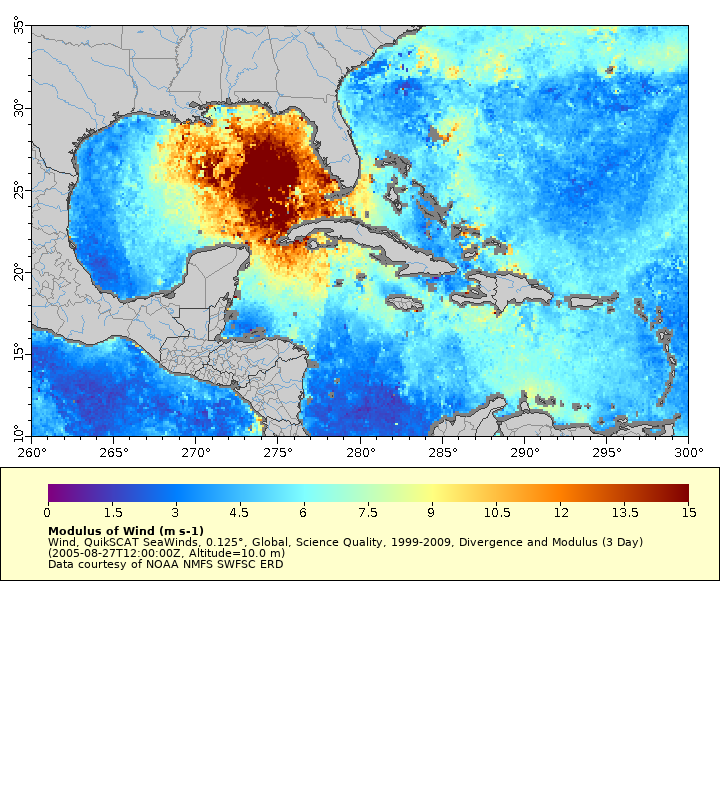 35°
30°
25°
20°
15°
10°
260° 265° 270° 275° 280° 285° 290° 295° 300°
0 1.5 3 4.5 6 7.5 9 10.5 12 13.5 15
Modulus of Wind (m s-1)
Wind, QuikSCAT SeaWinds, 0.125°, Global, Science Quality, 1999-2009, Divergence and Modulus (3 Day)
(2005-08-27T12:00:00Z, Altitude=10.0 m)
Data courtesy of NOAA NMFS SWFSC ERD